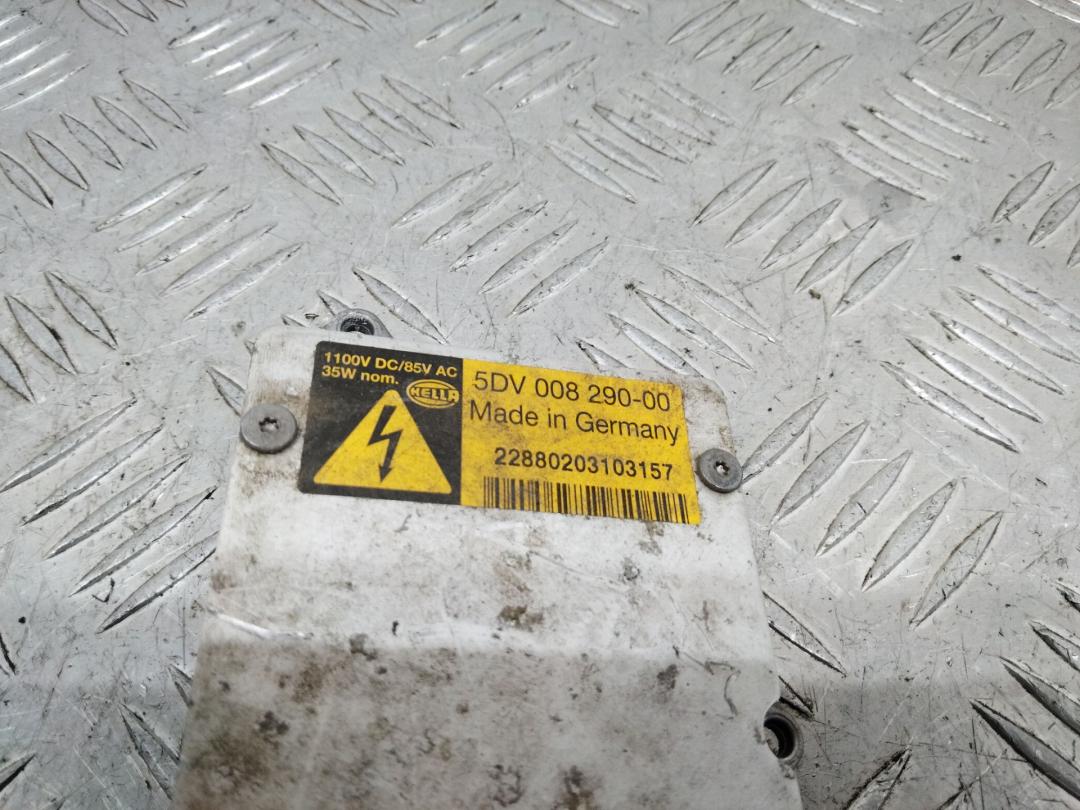 1100V DC/85V AC
35W nom.
HELLA
5DV 008 290-00
Made in Germany
22880203103157